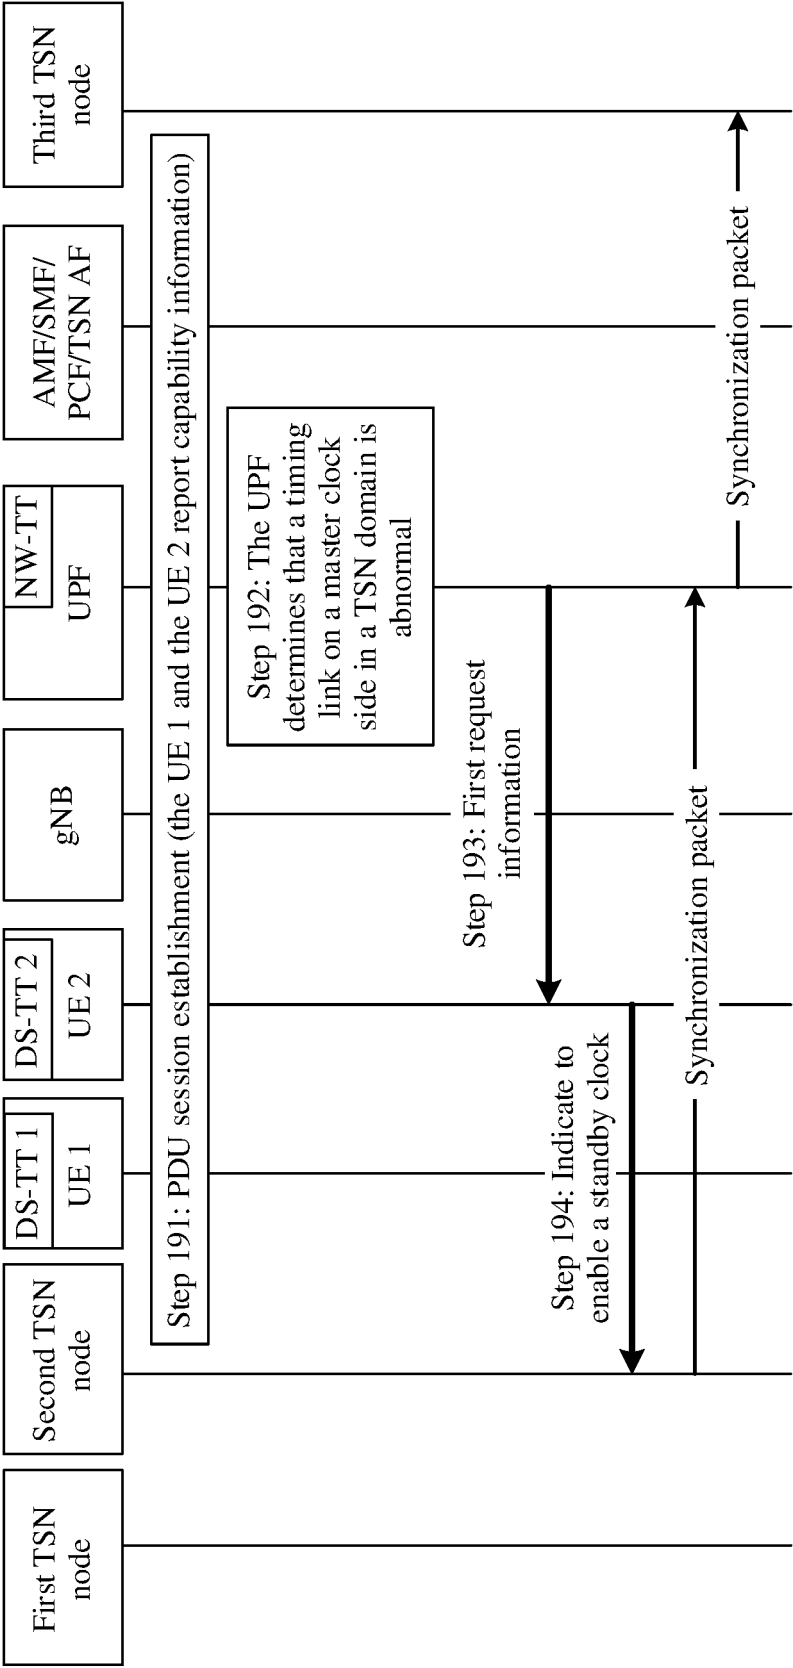 First TSN
node
Second TSN
node
DS-TT 1
UE 1
DS-TT 2
UE 2
gNB
NW-TT
UPF
AMF/SMF/
PCF/TSN AF
Third TSN
node
Step 191: PDU session establishment (the UE 1 and the UE 2 report capability information)
Step 192: The UPF
determines that a timing
link on a master clock
side in a TSN domain is
abnormal
Step 193: First request
information
Step 194: Indicate to
enable a standby clock
Synchronization packet
Synchronization packet